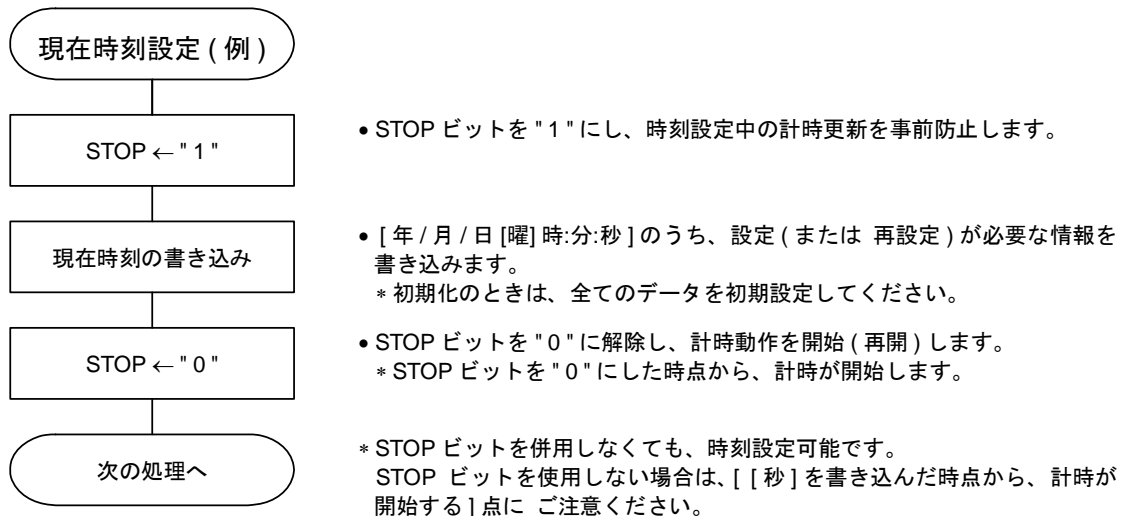 現在時刻設定 ( 例 )
STOP ← " 1 "
• STOP ビットを " 1 " にし、時刻設定中の計時更新を事前防止します。
現在時刻の書き込み
• [ 年 / 月 / 日 [曜] 時:分:秒 ] のうち、設定 ( または 再設定 ) が必要な情報を
書き込みます。
* 初期化のときは、全てのデータを初期設定してください。
STOP ← " 0 "
• STOP ビットを " 0 " に解除し、計時動作を開始 ( 再開 ) します。
* STOP ビットを " 0 " にした時点から、計時が開始します。
次の処理へ
* STOP ビットを併用しなくても、時刻設定可能です。
STOP ビットを使用しない場合は、[ [ 秒 ] を書き込んだ時点から、計時が
開始する ] 点に ご注意ください。